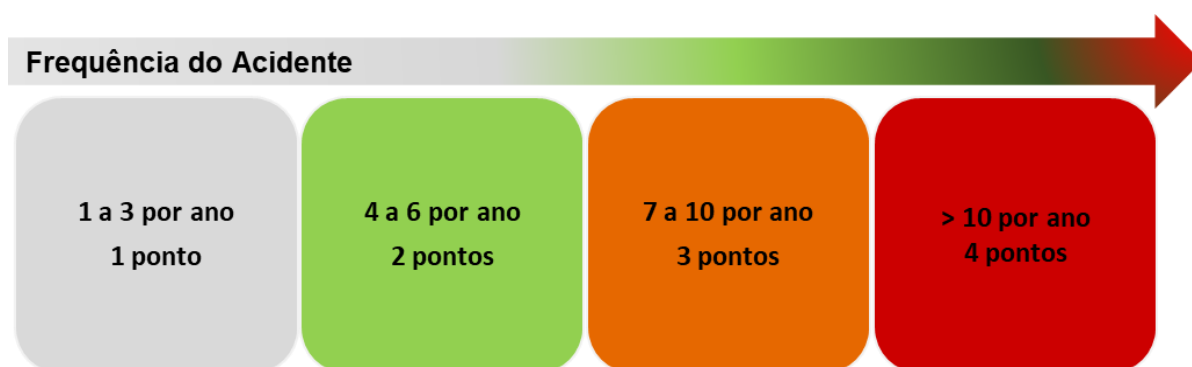 Frequência do Acidente
1 a 3 por ano
1 ponto
4 a 6 por ano
2 pontos
7 a 10 por ano
3 pontos
> 10 por ano
4 pontos